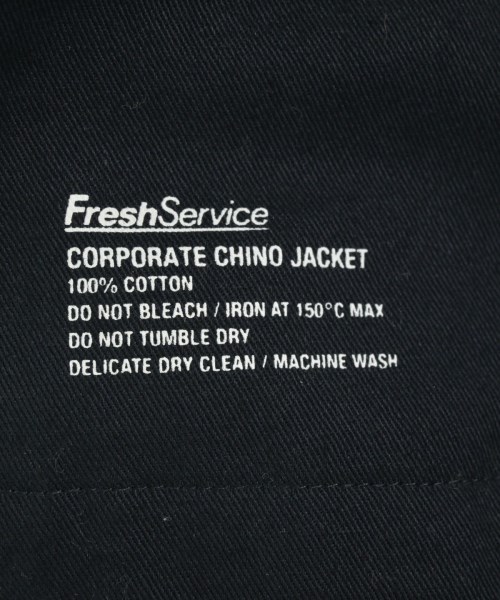 FreshService
CORPORATE CHINO JACKET
100% COTTON
DO NOT BLEACH / IRON AT 150°C MAX
DO NOT TUMBLE DRY
DELICATE DRY CLEAN / MACHINE WASH